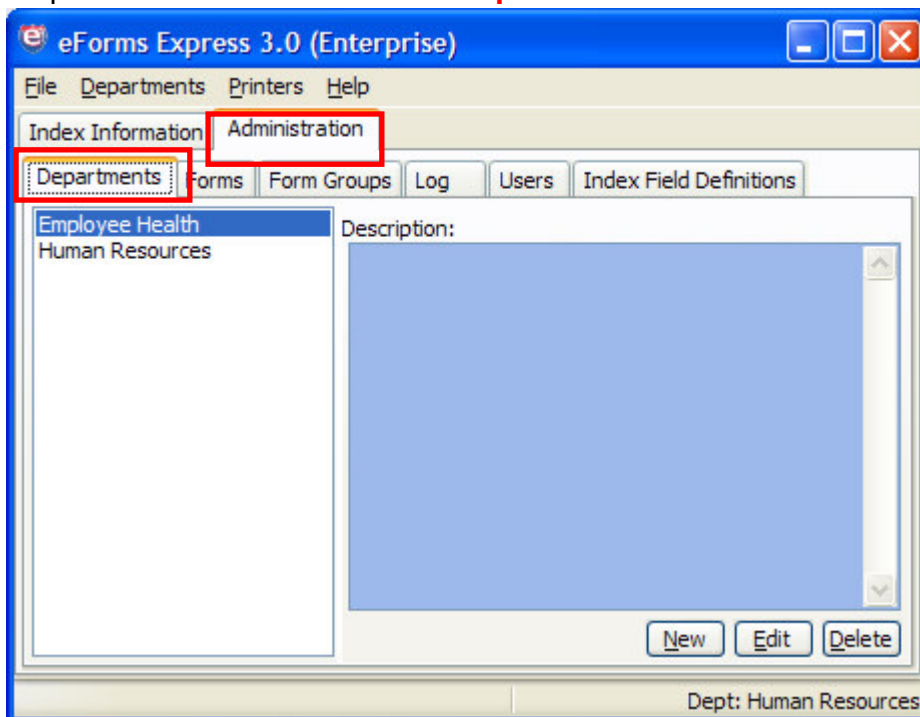 eForms Express 3.0 (Enterprise)
File Departments Printers Help
Index Information Administration
Departments Forms Form Groups Log Users Index Field Definitions
Employee Health
Human Resources
Description:
New Edit Delete
Dept: Human Resources